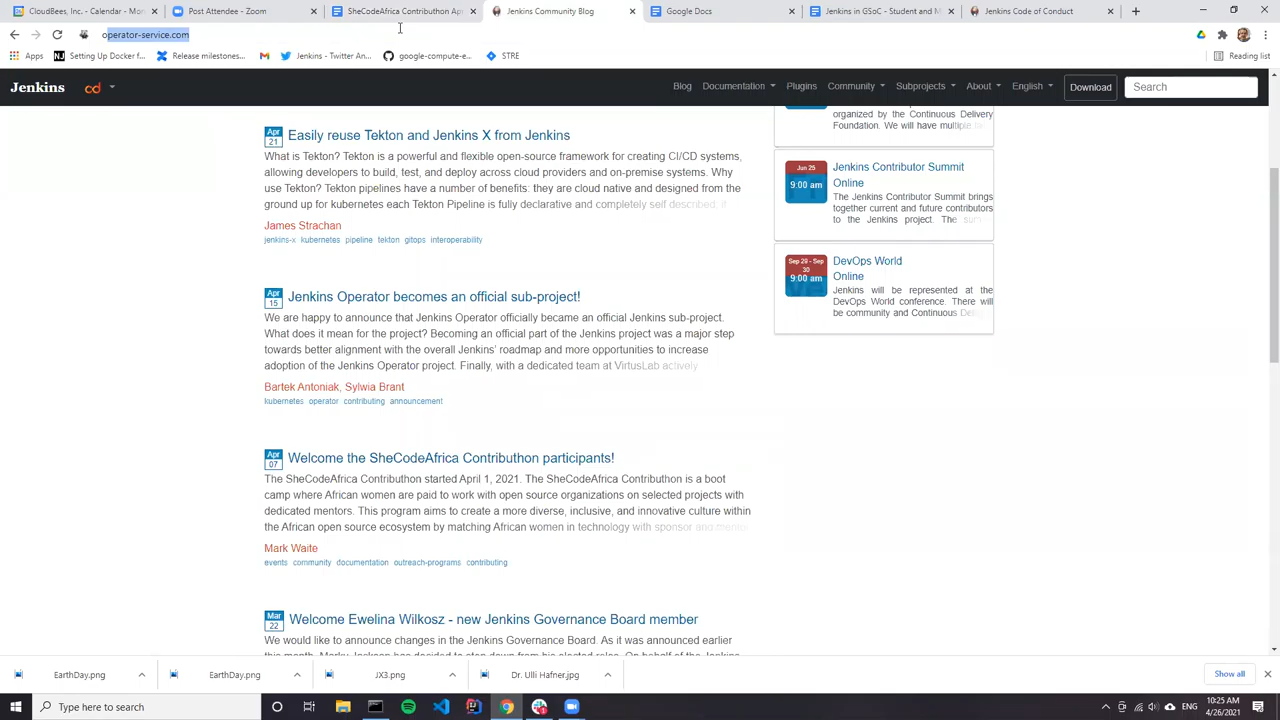 CloudBees, Inc. - Calendar - Mon
Post Attendee - Zoom
SheCodeAfrica Contributhon Ap
Jenkins Community Blog
Google Docs
Jenkins in GSoC - Student and M
Jenkins Code of Conduct
operator-service.com
Apps
Setting Up Docker f...
Release milestones...
Jenkins - Twitter An...
google-compute-e...
STRE
Reading list
Jenkins
cd
Blog
Documentation
Plugins
Community
Subprojects
About
English
Download
Search
Apr
21
Easily reuse Tekton and Jenkins X from Jenkins
What is Tekton? Tekton is a powerful and flexible open-source framework for creating CI/CD systems,
allowing developers to build, test, and deploy across cloud providers and on-premise systems. Why
use Tekton? Tekton pipelines have a number of benefits: they are cloud native and designed from the
ground up for kubernetes each Tekton Pipeline is fully declarative and completely self described: it
James Strachan
jenkins-x kubernetes pipeline tekton gitops interoperability
Apr
15
Jenkins Operator becomes an official sub-project!
We are happy to announce that Jenkins Operator officially became an official Jenkins sub-project.
What does it mean for the project? Becoming an official part of the Jenkins project was a major step
towards better alignment with the overall Jenkins' roadmap and more opportunities to increase
adoption of the Jenkins Operator project. Finally, with a dedicated team at VirtusLab actively
Bartek Antoniak, Sylwia Brant
kubernetes operator contributing announcement
Apr
07
Welcome the SheCodeAfrica Contributhon participants!
The SheCodeAfrica Contributhon started April 1, 2021. The SheCodeAfrica Contributhon is a boot
camp where African women are paid to work with open source organizations on selected projects with
dedicated mentors. This program aims to create a more diverse, inclusive, and innovative culture within
the African open source ecosystem by matching African women in technology with sponsor and mento
Mark Waite
events community documentation outreach-programs contributing
Mar
22
Welcome Ewelina Wilkosz - new Jenkins Governance Board member
We would like to announce changes in the Jenkins Governance Board. As it was announced earlier
organized by the Continuous Delivery
Foundation. We will have multiple
Jun 25
9:00 am
Jenkins Contributor Summit
Online
The Jenkins Contributor Summit brings
together current and future contributors
to the Jenkins project. The
Sep 29 - Sep
30
9:00 am
DevOps World
Online
Jenkins will be represented at the
DevOps World conference. There will
be community and Continuous
EarthDay.png
EarthDay.png
JX3.png
Dr. Ulli Hafner.jpg
Show all
Type here to search
ENG
10:25 AM
4/26/2021